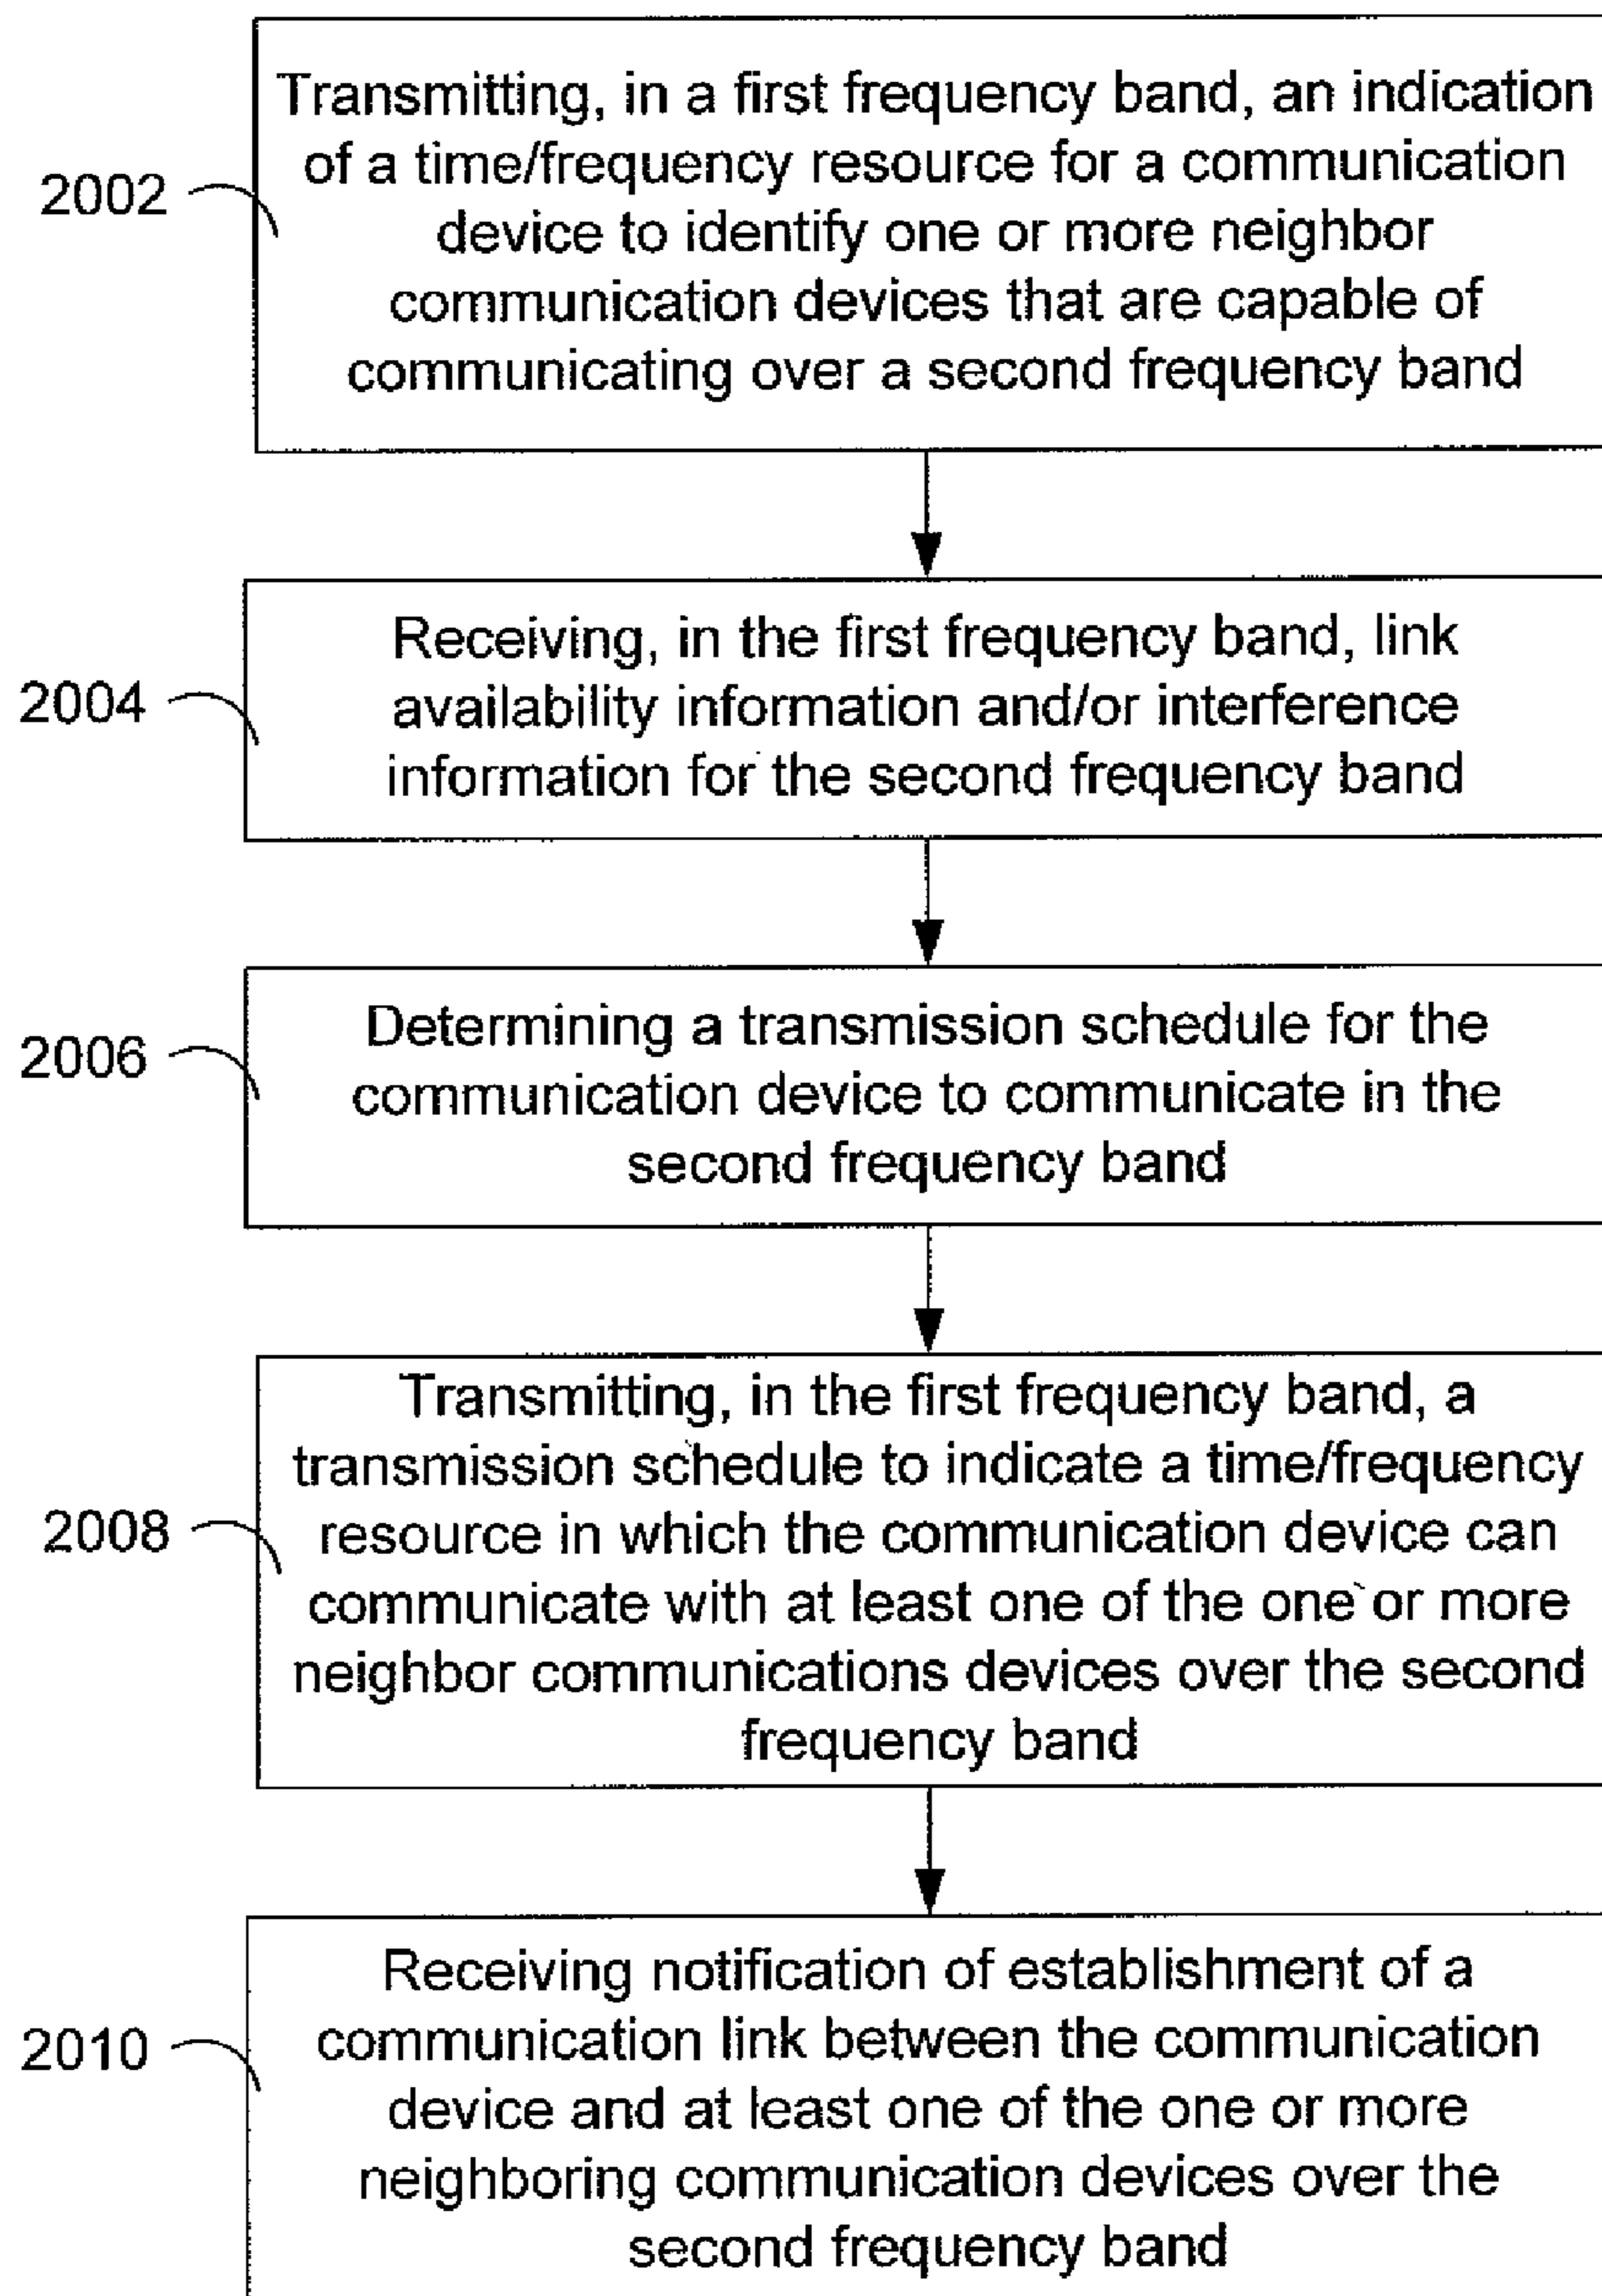 Transmitting, in a first frequency band, an indication
of a time/frequency resource for a communication
device to identify one or more neighbor
communication devices that are capable of
communicating over a second frequency band
2002
Receiving, in the first frequency band, link
availability information and/or interference
information for the second frequency band
2004
Determining a transmission schedule for the
communication device to communicate in the
second frequency band
2006
Transmitting, in the first frequency band, a
transmission schedule to indicate a time/frequency
resource in which the communication device can
communicate with at least one of the one or more
neighbor communications devices over the second
frequency band
2008
Receiving notification of establishment of a
communication link between the communication
device and at least one of the one or more
neighboring communication devices over the
second frequency band
2010